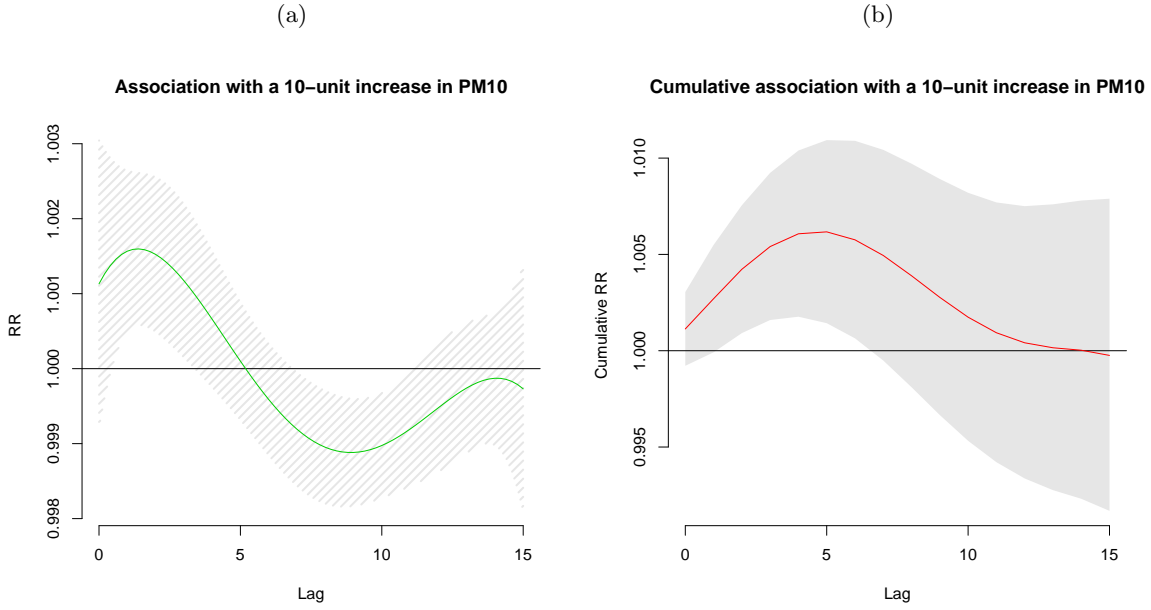 (a)
Association with a 10−unit increase in PM10
RR
1.003
1.002
1.001
1.000
0.999
0.998
0
5
10
15
Lag
(b)
Cumulative association with a 10−unit increase in PM10
Cumulative RR
1.010
1.005
1.000
0.995
0
5
10
15
Lag